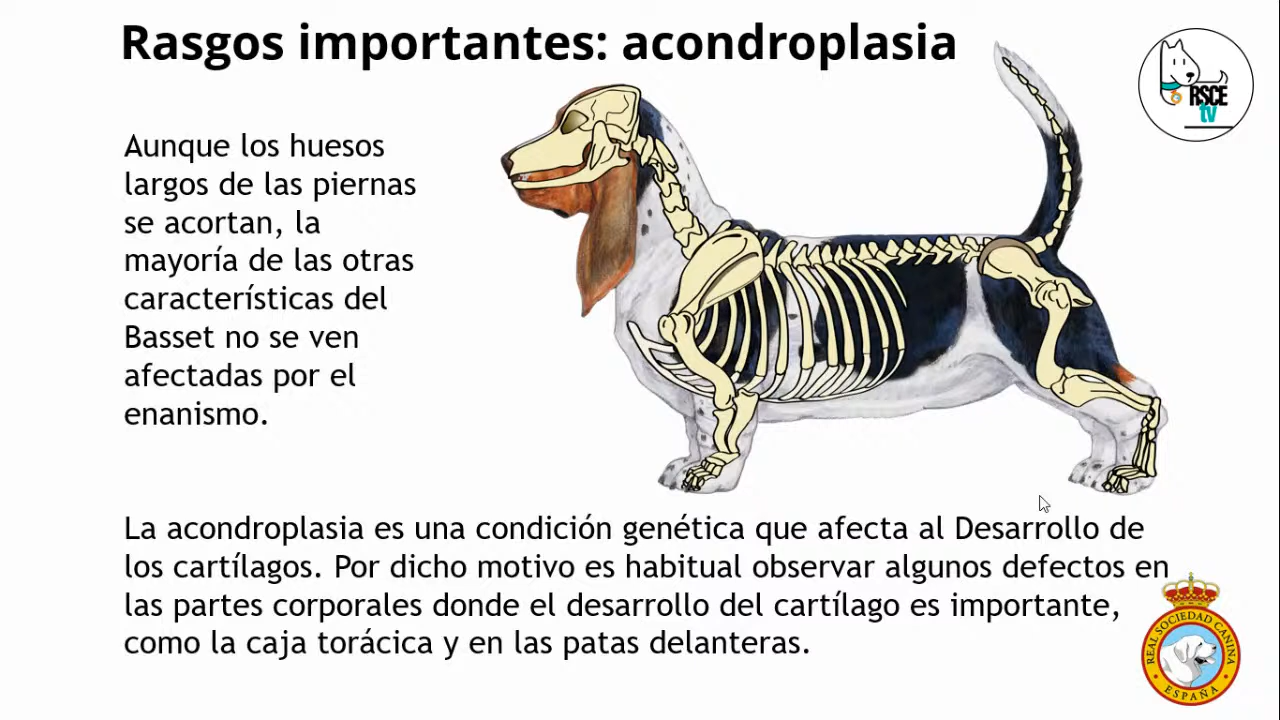 Rasgos importantes: acondroplasia
RSCE
tv
Aunque los huesos
largos de las piernas
se acortan, la
mayoría de las otras
características del
Basset no se ven
afectadas por el
enanismo.
La acondroplasia es una condición genética que afecta al Desarrollo de
los cartílagos. Por dicho motivo es habitual observar algunos defectos en
las partes corporales donde el desarrollo del cartílago es importante,
como la caja torácica y en las patas delanteras.
REAL SOCIEDAD CANINA
ESPAÑA